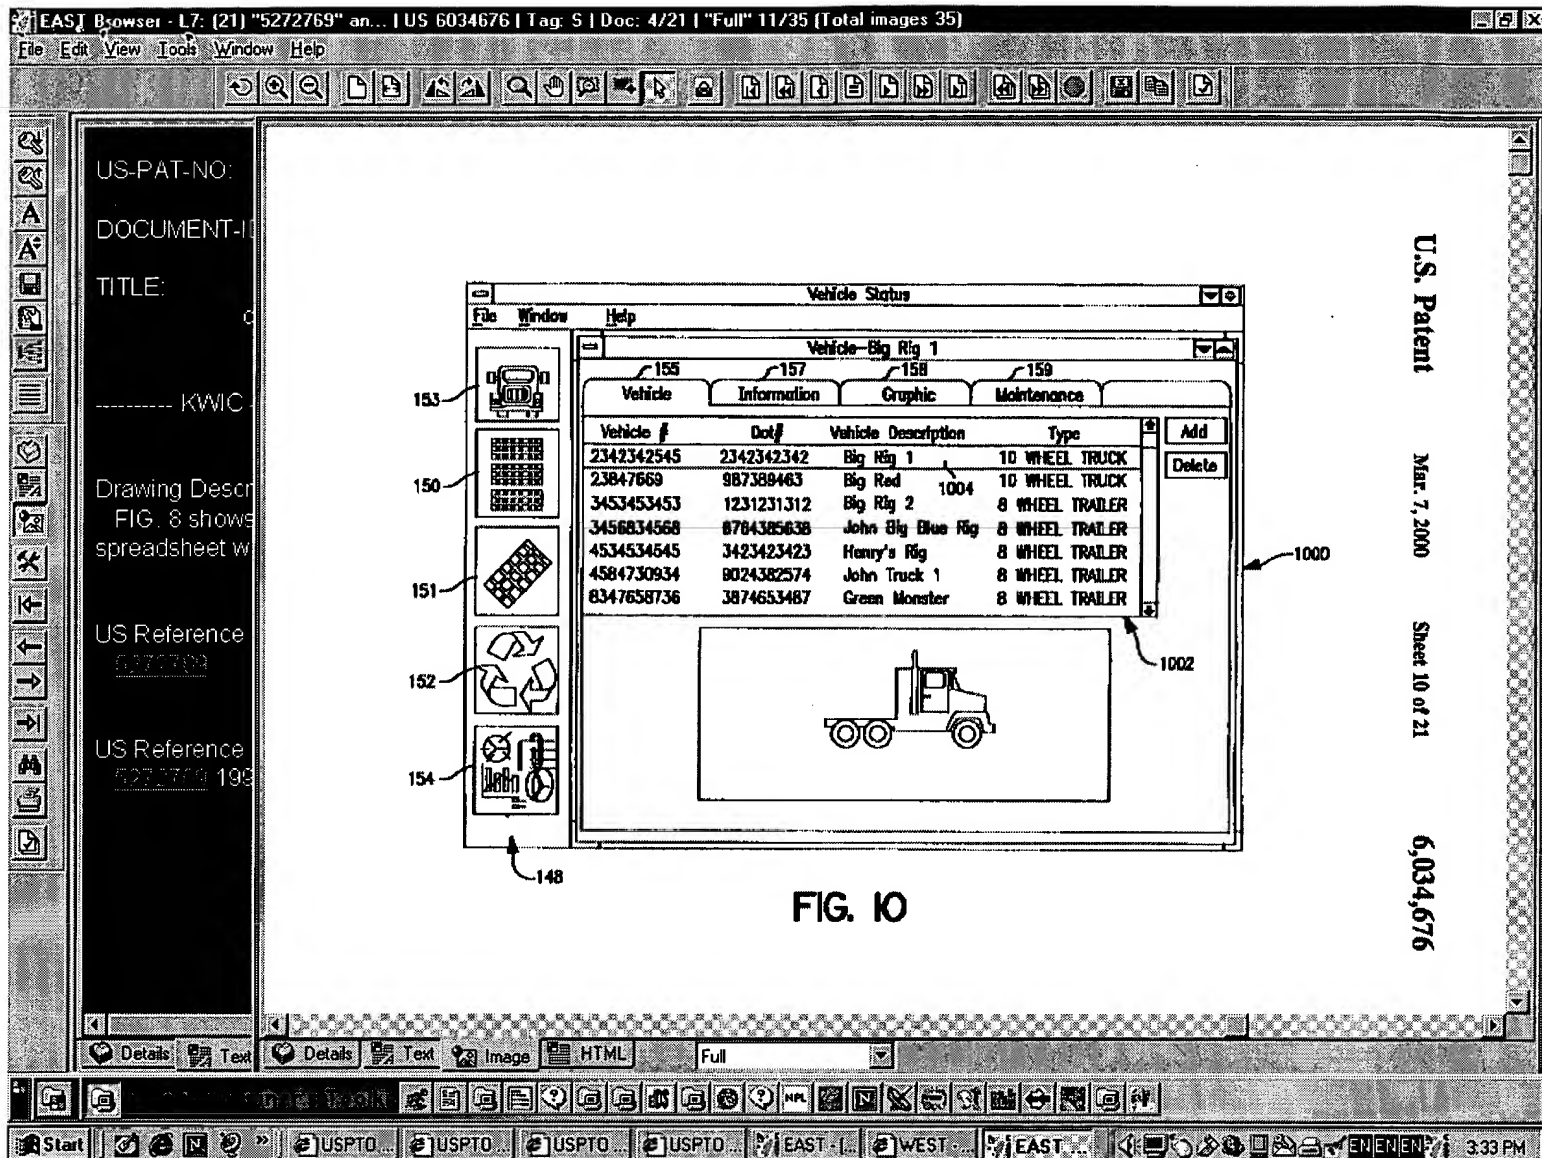 EAST Browser - L7: (21) "5272769" an... | US 6034676 | Tag: S | Doc: 4/21 | "Full" 11/35 (Total images 35)
File Edit View Tools Window Help
US-PAT-NO:
DOCUMENT-I
TITLE:
---------- KWIC
Drawing Descr
FIG. 8 shows
spreadsheet w
US Reference
US Reference
5272769 199
U.S. Patent Mar. 7, 2000 Sheet 10 of 21 6,034,676
Vehicle Status
File Window Help
Vehicle-Big Rig 1
155 157 158 159
Vehicle Information Graphic Maintenance
Vehicle # Dot# Vehicle Description Type
2342342545 2342342342 Big Rig 1 10 WHEEL TRUCK
23847669 987389463 Big Red 10 WHEEL TRUCK
3453453453 1231231312 Big Rig 2 8 WHEEL TRAILER
3456834568 8764385638 John Big Blue Rig 8 WHEEL TRAILER
4534534545 3423423423 Henry's Rig 8 WHEEL TRAILER
4584730934 9024382574 John Truck 1 8 WHEEL TRAILER
8347658736 3874653487 Green Monster 8 WHEEL TRAILER
Add
Delete
1004
153
150
151
152
154
148
1000
1002
FIG. 10
Details Text Details Text Image HTML Full
NPL
Start USPTO ... USPTO ... USPTO ... USPTO ... EAST - [... WEST - ... EAST ... EN EN EN 3:33 PM